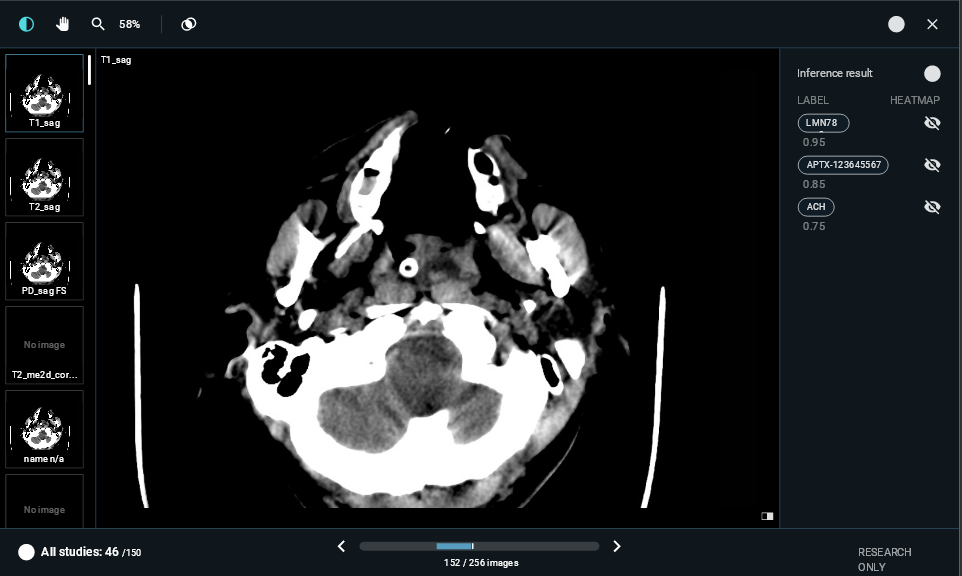 58%
T1_sag
T1_sag
T2_sag
PD_sag FS
No image
T2_me2d_cor...
name n/a
No image
Inference result
LABEL HEATMAP
LMN78
0.95
APTX-123645567
0.85
ACH
0.75
All studies: 46 /150
152 / 256 images
RESEARCH
ONLY